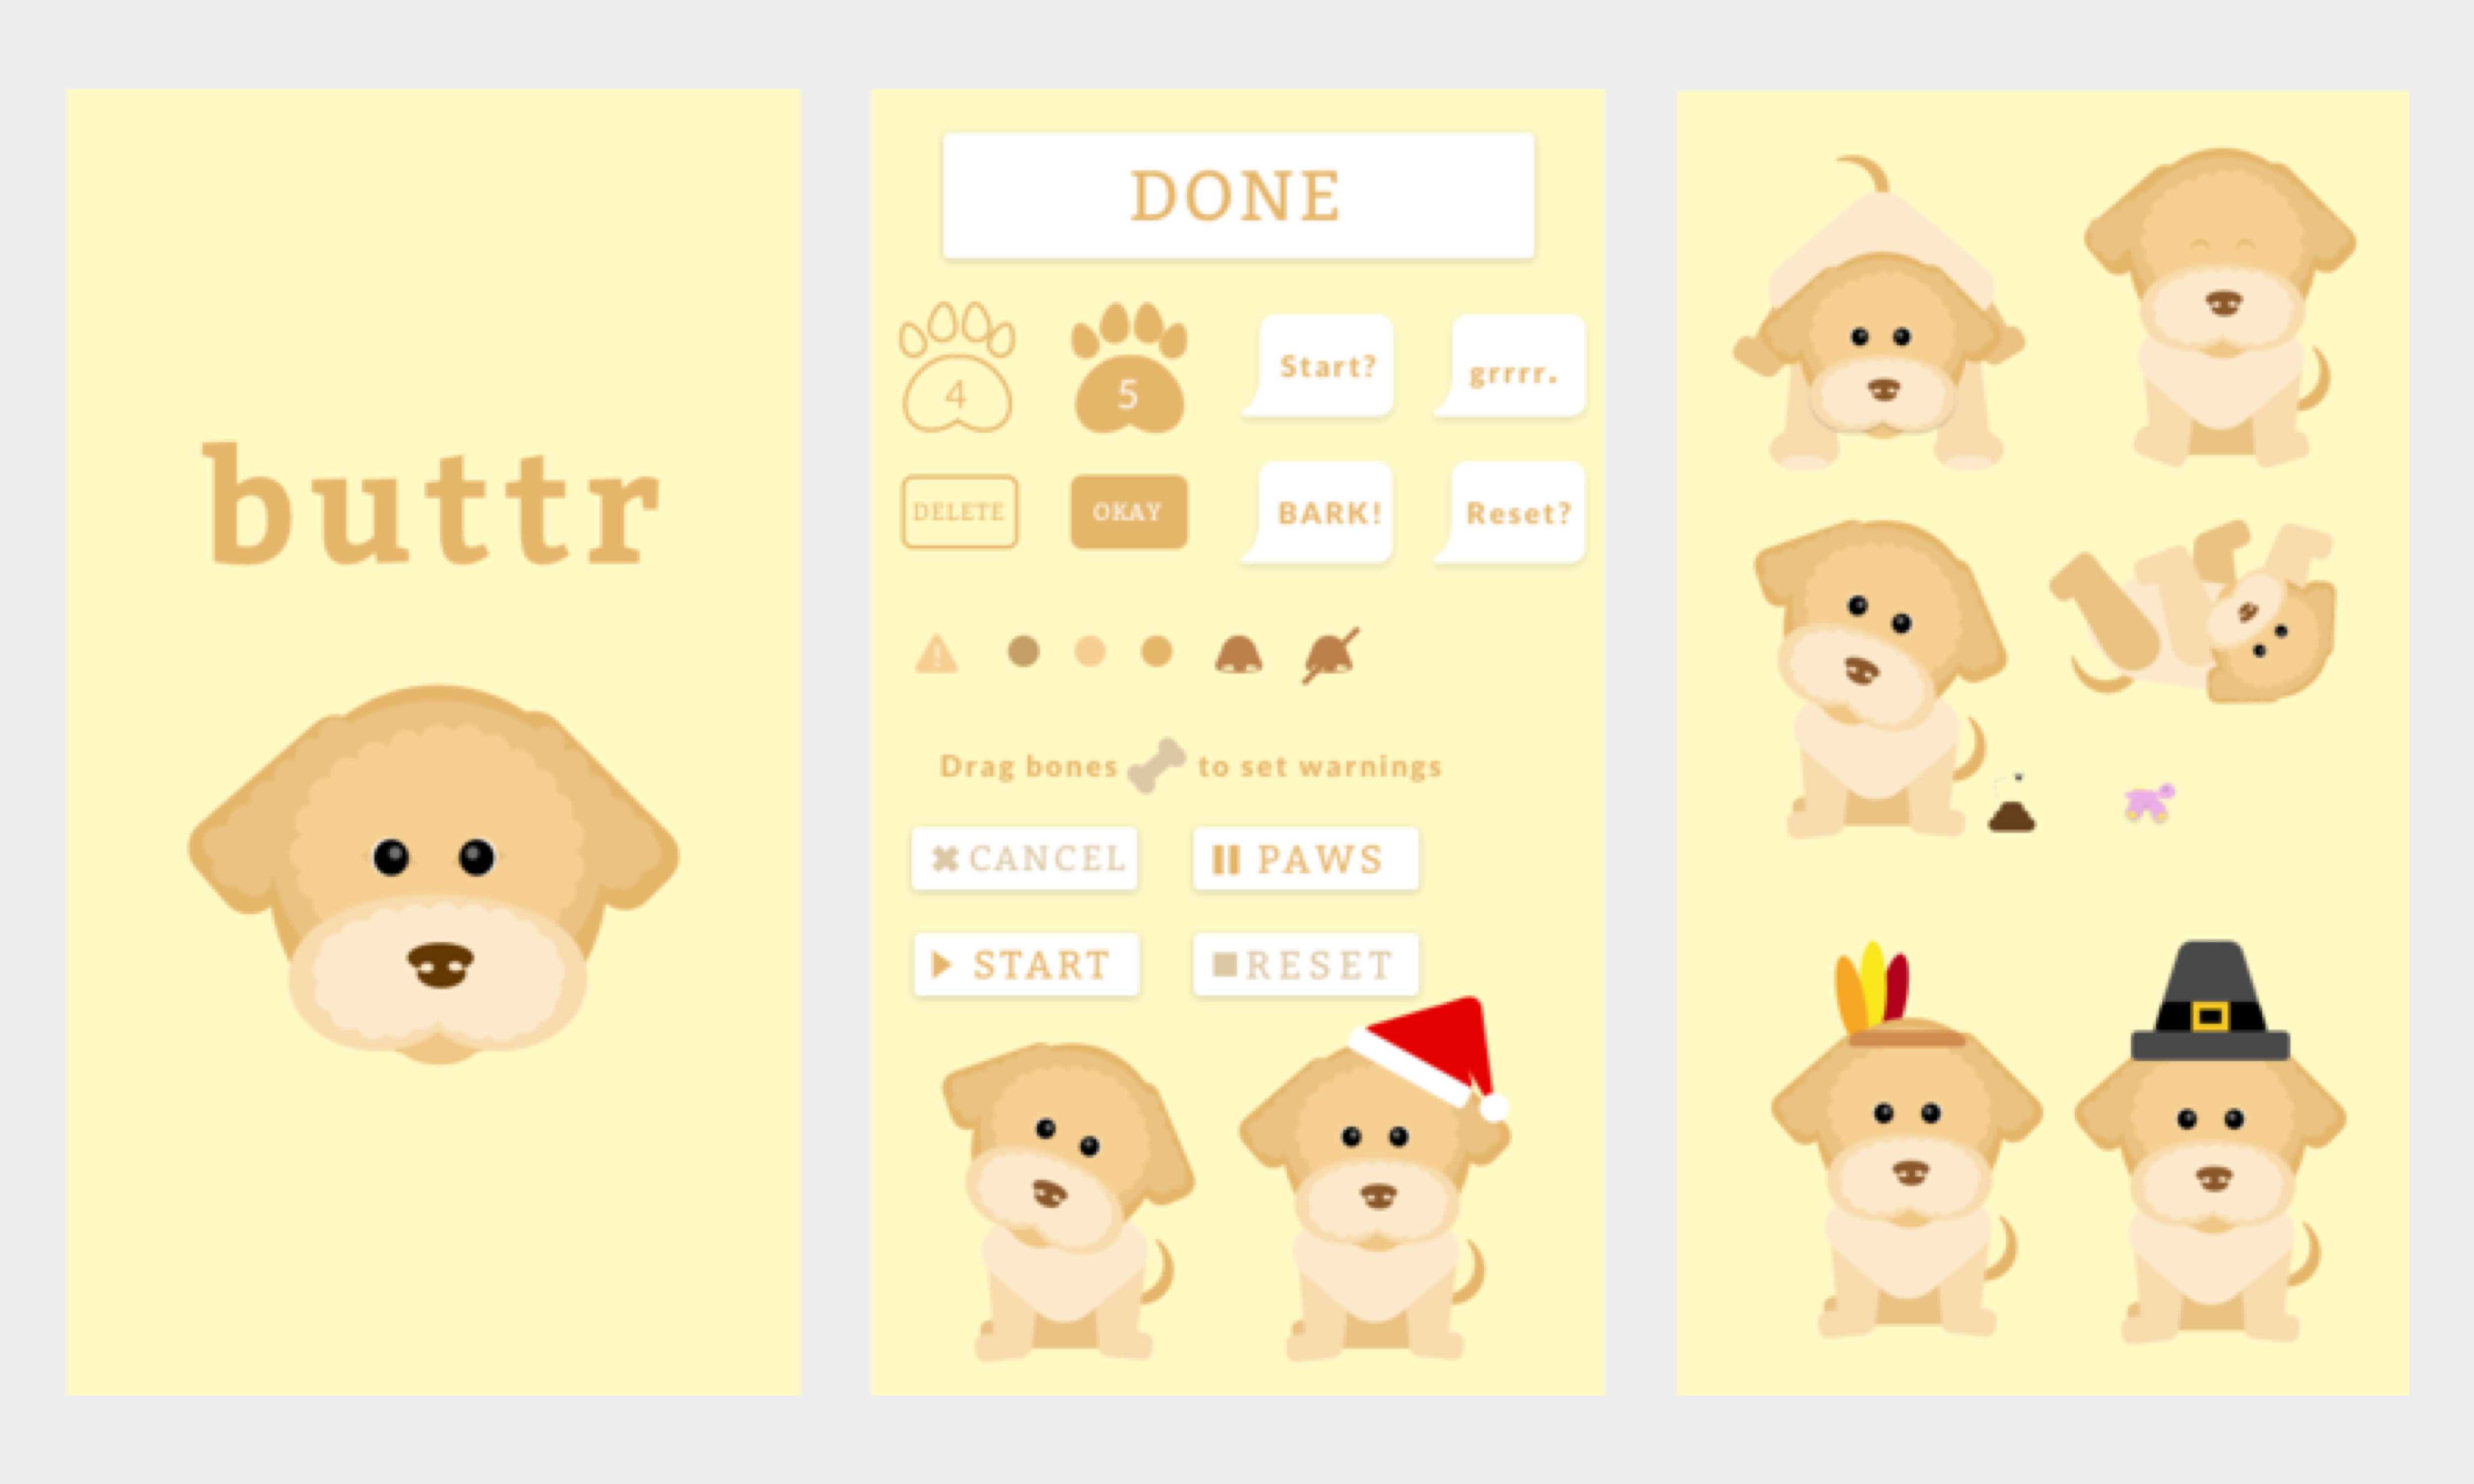 buttr
DONE
4
5
Start?
grrrr.
DELETE
OKAY
BARK!
Reset?
!
Drag bones to set warnings
CANCEL
PAWS
START
RESET